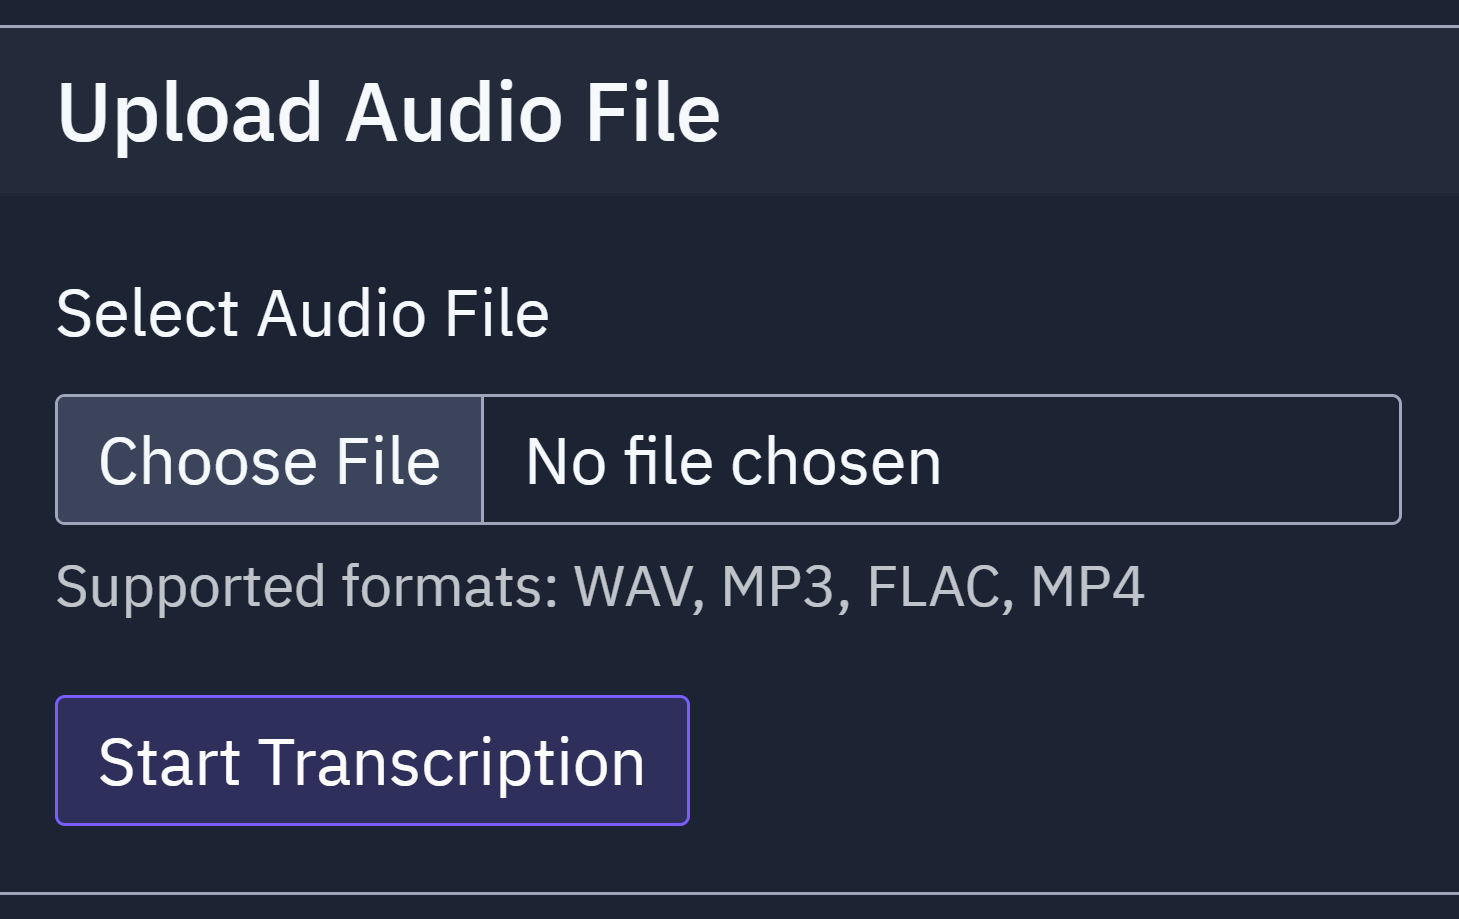 Upload Audio File
Select Audio File
Choose File No file chosen
Supported formats: WAV, MP3, FLAC, MP4
Start Transcription